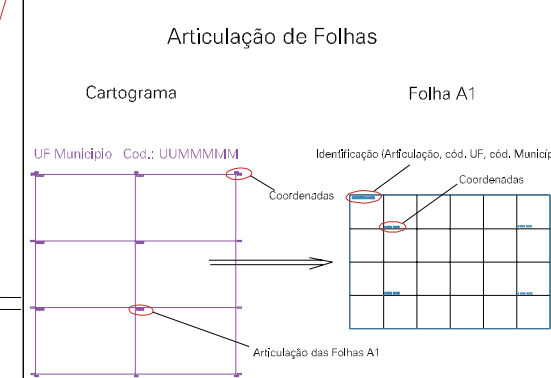 Articulação de Folhas
Cartograma
Folha A1
UF Municipio Cod.: UUMMMMM
Identificação (Articulação, cód. UF, cód. Municíp
Coordenadas
Coordenadas
Articulação das Folhas A1